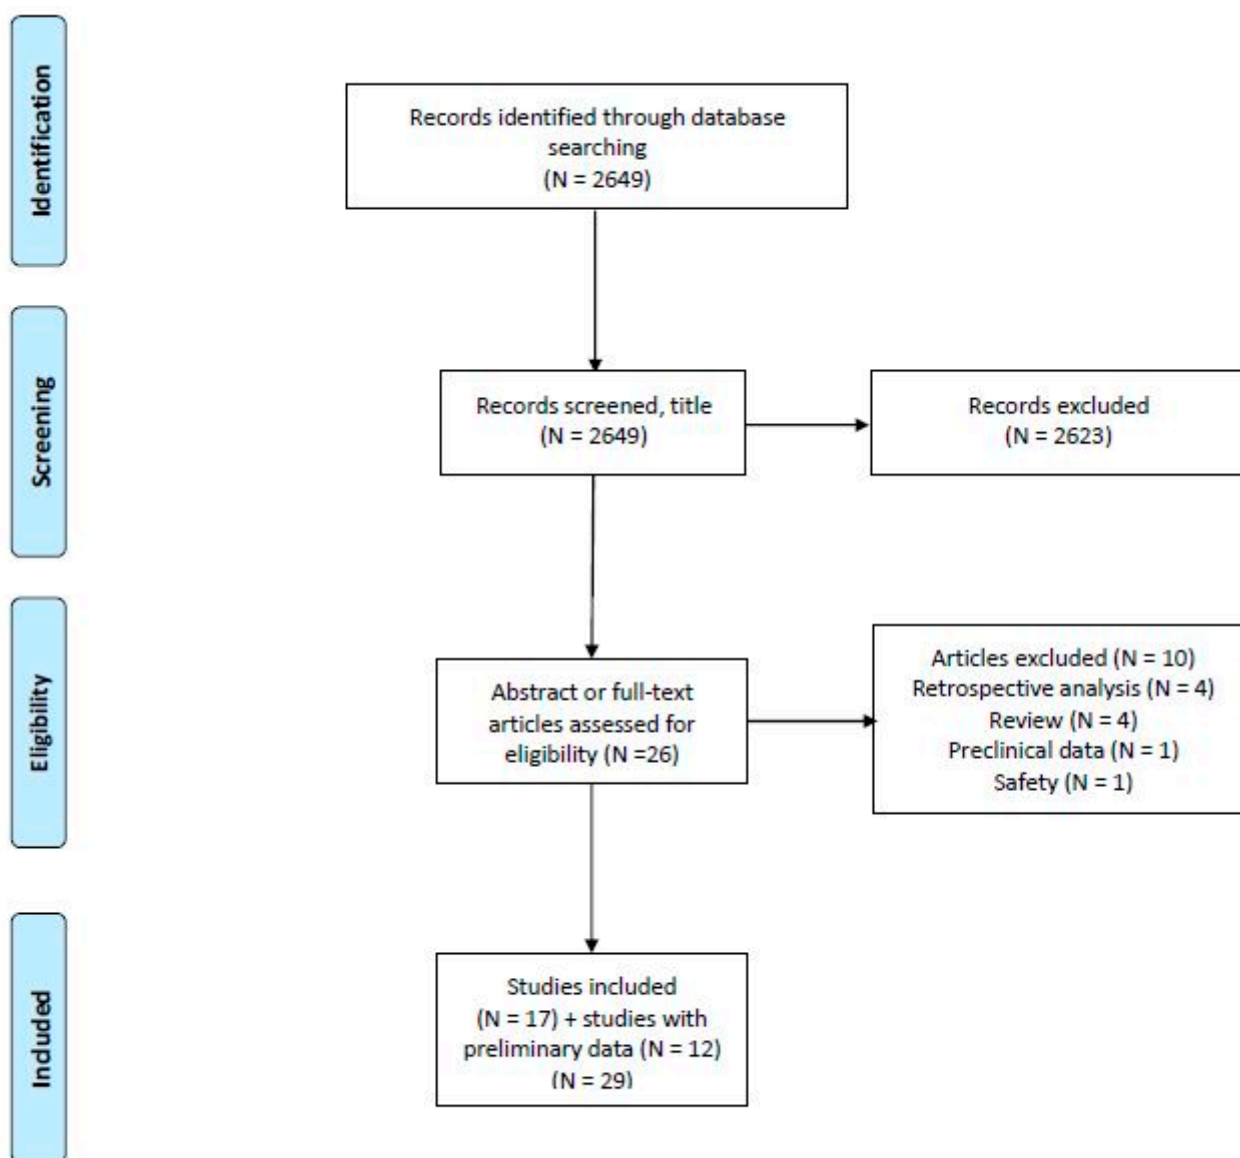 Identification
Records identified through database
searching
(N = 2649)
Screening
Records screened, title
(N = 2649)
Records excluded
(N = 2623)
Eligibility
Abstract or full-text
articles assessed for
eligibility (N =26)
Articles excluded (N = 10)
Retrospective analysis (N = 4)
Review (N = 4)
Preclinical data (N = 1)
Safety (N = 1)
Included
Studies included
(N = 17) + studies with
preliminary data (N = 12)
(N = 29)